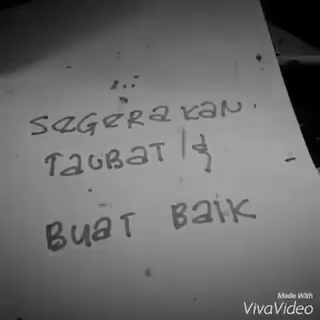 SEGERAKAN.
TAUBAT &
BUAT BAIK
Made With
VivaVideo